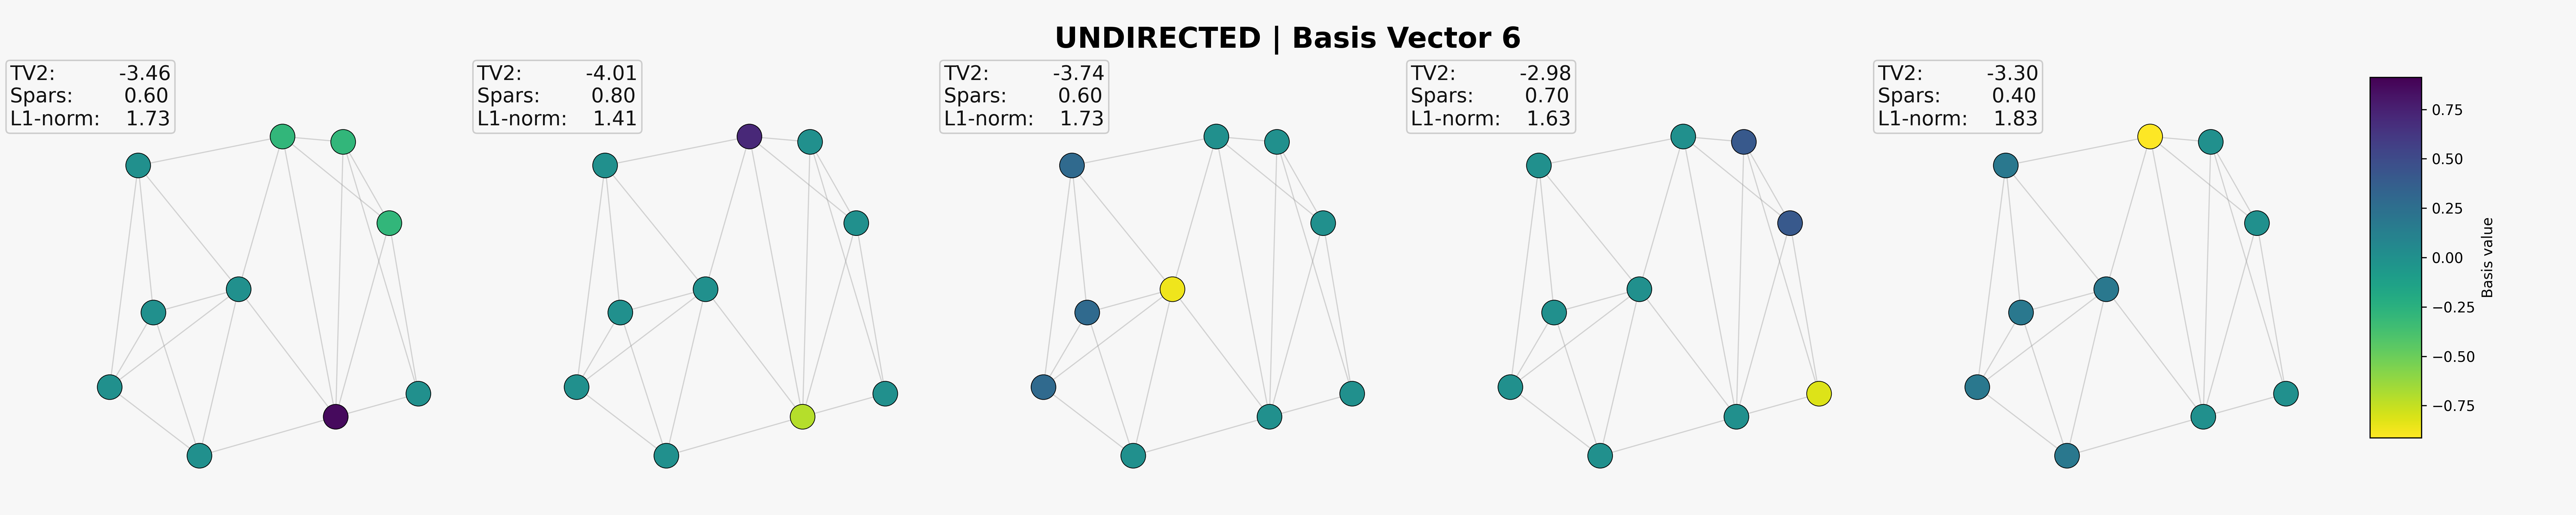 UNDIRECTED | Basis Vector 6
TV2: -3.46
Spars: 0.60
L1-norm: 1.73
TV2: -4.01
Spars: 0.80
L1-norm: 1.41
TV2: -3.74
Spars: 0.60
L1-norm: 1.73
TV2: -2.98
Spars: 0.70
L1-norm: 1.63
TV2: -3.30
Spars: 0.40
L1-norm: 1.83
0.75
0.50
0.25
0.00
−0.25
−0.50
−0.75
Basis value